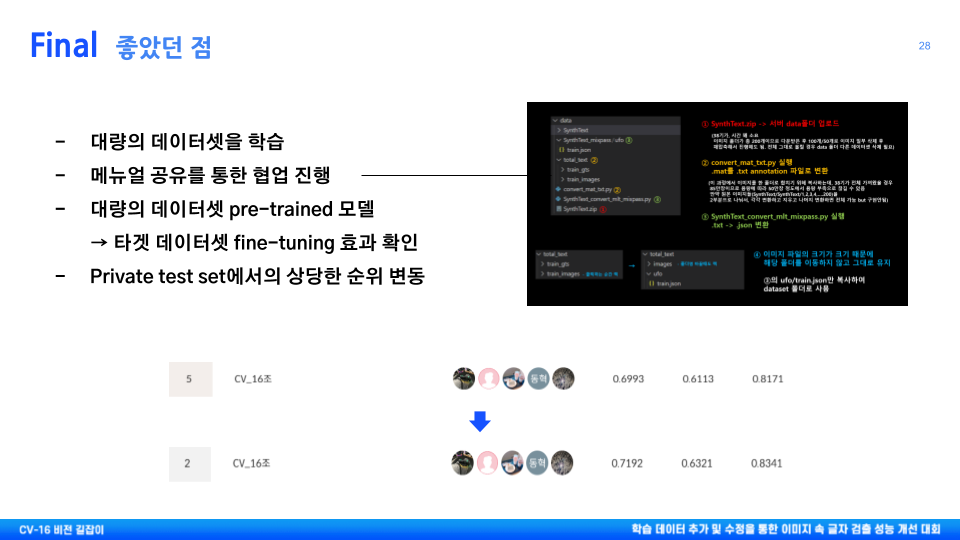 Final 좋았던 점
28
- 대량의 데이터셋을 학습
- 메뉴얼 공유를 통한 협업 진행
- 대량의 데이터셋 pre-trained 모델
→ 타겟 데이터셋 fine-tuning 효과 확인
- Private test set에서의 상당한 순위 변동
data
SynthText
SynthText_mixpass / ufo ③
train.json
total_text ②
train_gts
train_images
convert_mat_txt.py ②
SynthText_convert_mlt_mixpass.py ③
SynthText.zip ①
① SynthText.zip -> 서버 data폴더 업로드
② convert_mat_txt.py 실행
.mat를 .txt annotation 파일로 변환
③ SynthText_convert_mlt_mixpass.py 실행
.txt -> .json 변환
total_text
train_gts
train_images
→
total_text
images
ufo
train.json
④ 이미지 파일의 크기가 크기 때문에
해당 폴더를 이동하지 않고 그대로 유지
③의 ufo/train.json만 복사하여
dataset 폴더로 사용
5 CV_16조 동혁 0.6993 0.6113 0.8171
2 CV_16조 동혁 0.7192 0.6321 0.8341
CV-16 비전 길잡이
학습 데이터 추가 및 수정을 통한 이미지 속 글자 검출 성능 개선 대회